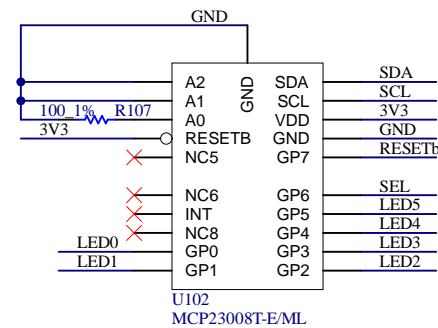 GND
A2 GND SDA SDA
A1 SCL SCL
100_1% R107 A0 VDD 3V3
3V3 RESETB GND GND
NC5 GP7 RESETb
NC6 GP6 SEL
INT GP5 LED5
NC8 GP4 LED4
LED0 GP0 GP3 LED3
LED1 GP1 GP2 LED2
U102
MCP23008T-E/ML